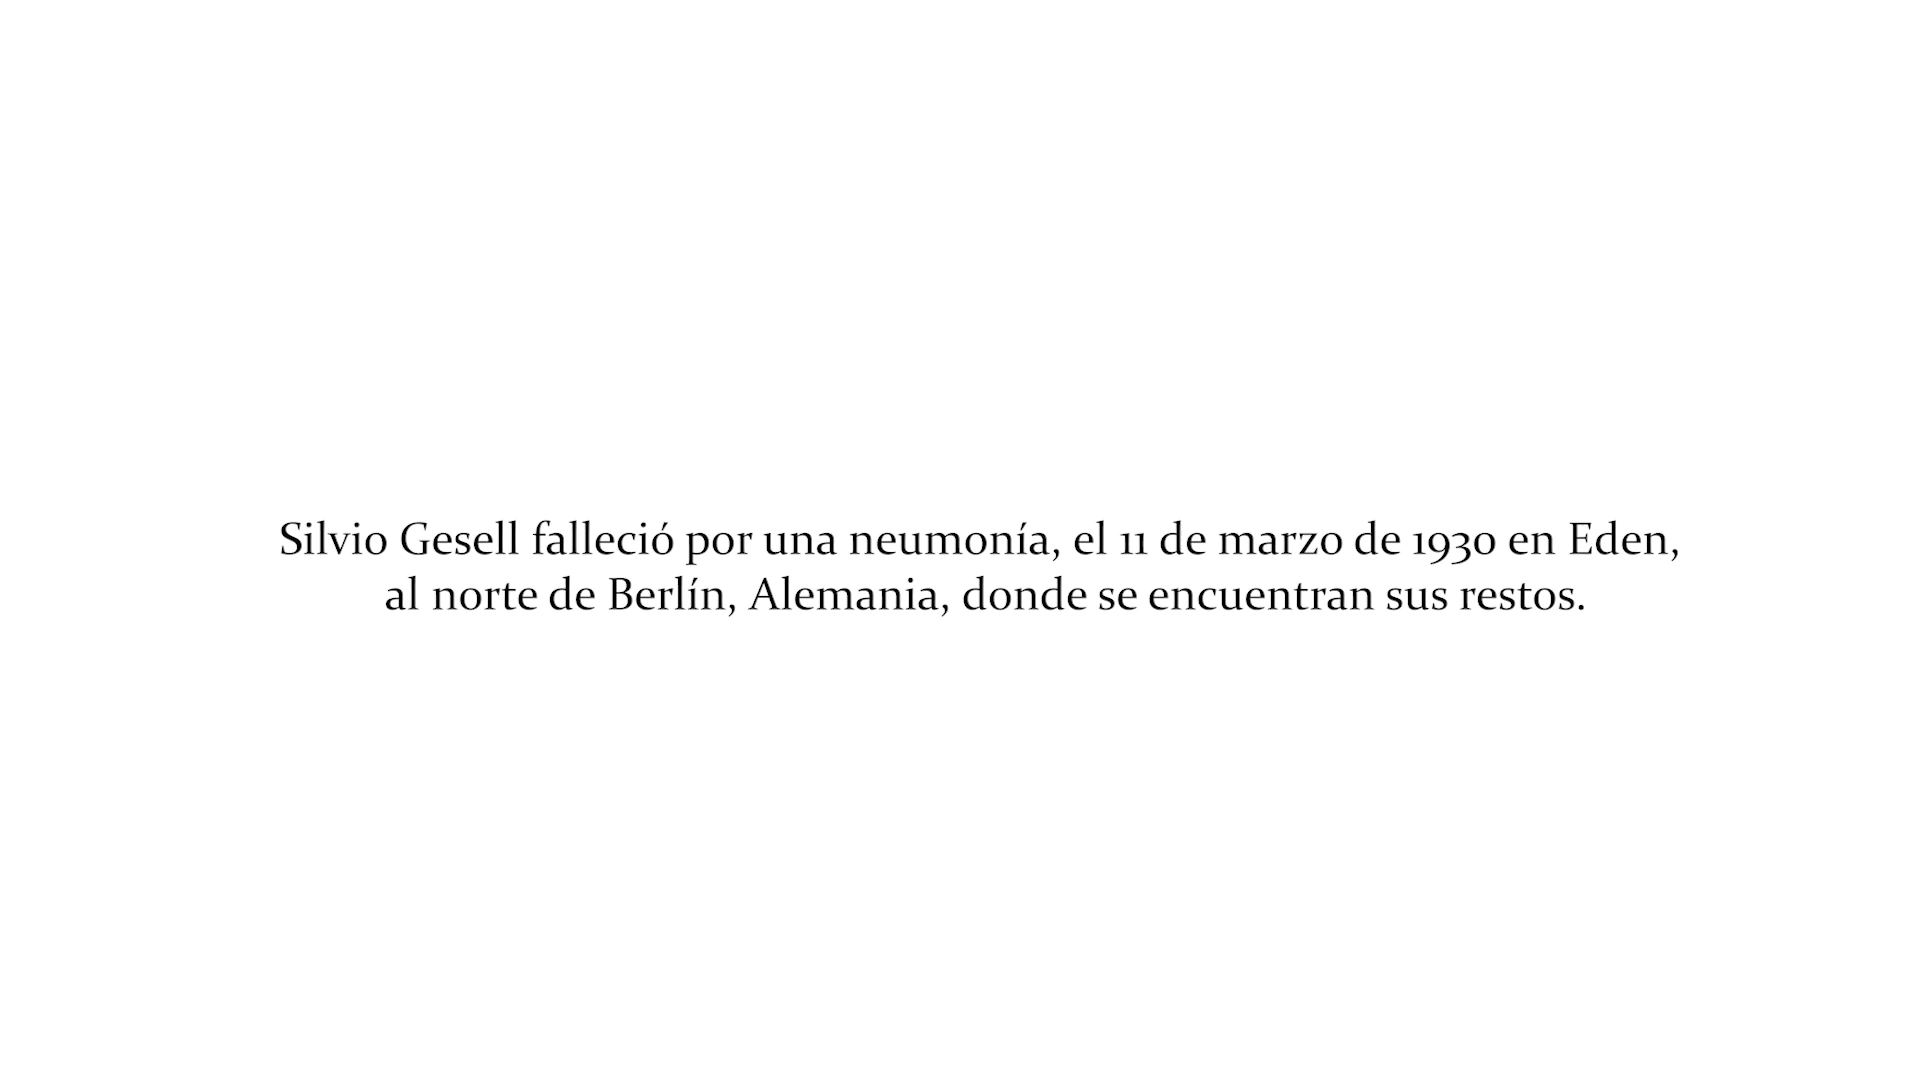 Silvio Gesell falleció por una neumonía, el 11 de marzo de 1930 en Eden,
al norte de Berlín, Alemania, donde se encuentran sus restos.